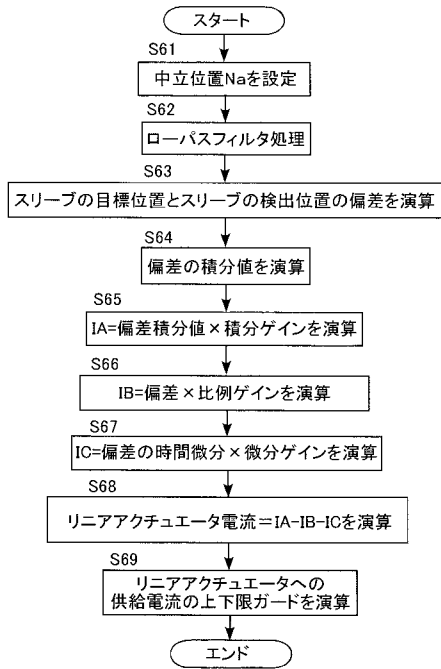 スタート
S61
中立位置Naを設定
S62
ローパスフィルタ処理
S63
スリーブの目標位置とスリーブの検出位置の偏差を演算
S64
偏差の積分値を演算
S65
IA=偏差積分値×積分ゲインを演算
S66
IB=偏差×比例ゲインを演算
S67
IC=偏差の時間微分×微分ゲインを演算
S68
リニアアクチュエータ電流=IA-IB-ICを演算
S69
リニアアクチュエータへの
供給電流の上下限ガードを演算
エンド